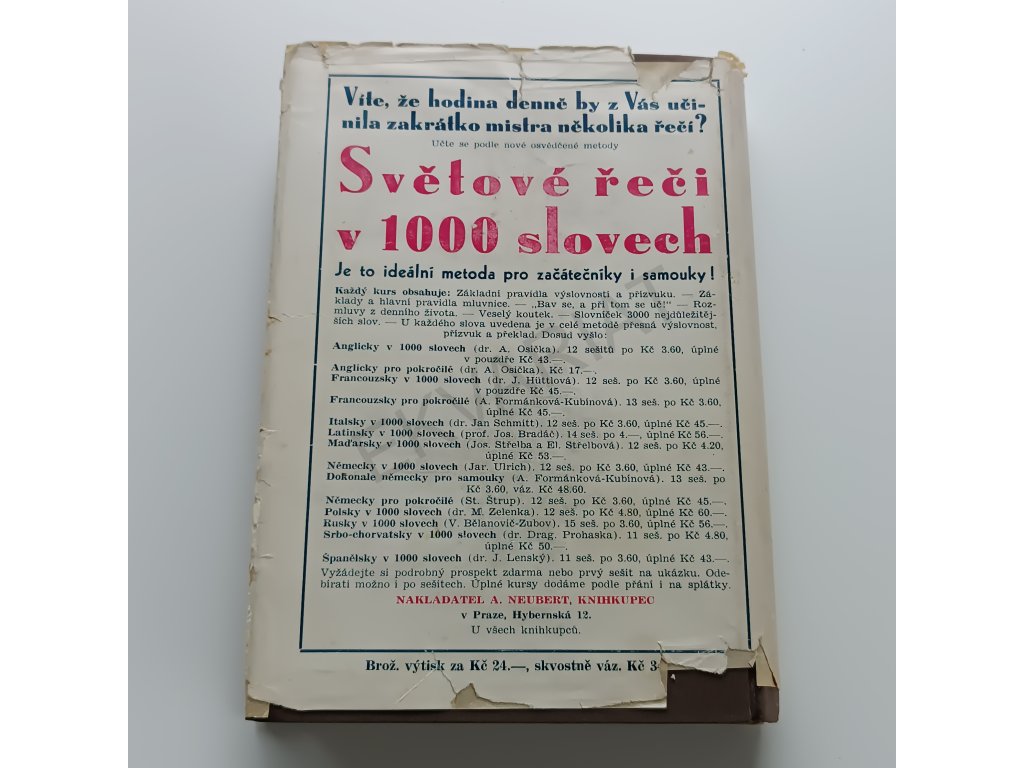 Víte, že hodina denně by z Vás uči-
nila zakrátko mistra několika řečí?
Učte se podle nové osvědčené metody
Světové řeči
v 1000 slovech
Je to ideální metoda pro začátečníky i samouky!
Každý kurs obsahuje: Základní pravidla výslovnosti a přízvuku. — Zá-
klady a hlavní pravidla mluvnice. — „Bav se, a při tom se uč!“ — Roz-
mluvy z denního života. — Veselý koutek. — Slovníček 3000 nejdůležitěj-
ších slov. — U každého slova uvedena je v celé metodě přesná výslovnost,
přízvuk a překlad. Dosud vyšlo:
Anglicky v 1000 slovech (dr. A. Osička). 12 sešitů po Kč 3.60, úplné
v pouzdře Kč 43.—.
Anglicky pro pokročilé (dr. A. Osička). Kč 17.—.
Francouzsky v 1000 slovech (dr. J. Hüttlová). 12 seš. po Kč 3.60, úplné
v pouzdře Kč 45.—.
Francouzsky pro pokročilé (A. Formánková-Kubínová). 13 seš. po Kč 3.60,
úplné Kč 45.—.
Italsky v 1000 slovech (dr. Jan Schmitt). 12 seš. po Kč 3.60, úplné Kč 45.—.
Latinsky v 1000 slovech (prof. Jos. Bradáč). 14 seš. po 4.—, úplné Kč 56.—.
Maďarsky v 1000 slovech (Jos. Střelba a El. Střelbová). 12 seš. po Kč 4.20,
úplné Kč 53.—.
Německy v 1000 slovech (Jar. Ulrich). 12 seš. po Kč 3.60, úplné Kč 43.—.
Dokonale německy pro samouky (A. Formánková-Kubínová). 13 seš. po
Kč 3.60, váz. Kč 48.60.
Německy pro pokročilé (St. Štrup). 12 seš. po Kč 3.60, úplné Kč 45.—.
Polsky v 1000 slovech (dr. M. Zelenka). 12 seš. po Kč 4.80, úplné Kč 60.—.
Rusky v 1000 slovech (V. Bělanovič-Zubov). 15 seš. po 3.60, úplné Kč 56.—.
Srbo-chorvatsky v 1000 slovech (dr. Drag. Prohaska). 11 seš. po Kč 4.80,
úplné Kč 50.—.
Španělsky v 1000 slovech (dr. J. Lenský). 11 seš. po 3.60, úplné Kč 43.—.
Vyžádejte si podrobný prospekt zdarma nebo prvý sešit na ukázku. Ode-
bírati možno i po sešitech. Úplné kursy dodáme podle přání i na splátky.
NAKLADATEL A. NEUBERT, KNIHKUPEC
v Praze, Hybernská 12.
U všech knihkupců.
Brož. výtisk za Kč 24.—, skvostně váz. Kč 3